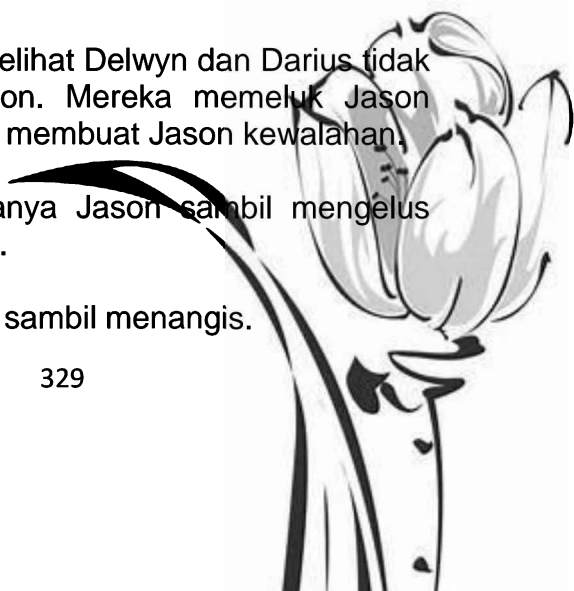 elihat Delwyn dan Darius tidak
on. Mereka memeluk Jason
membuat Jason kewalahan.
anya Jason sambil mengelus
.
sambil menangis.
329